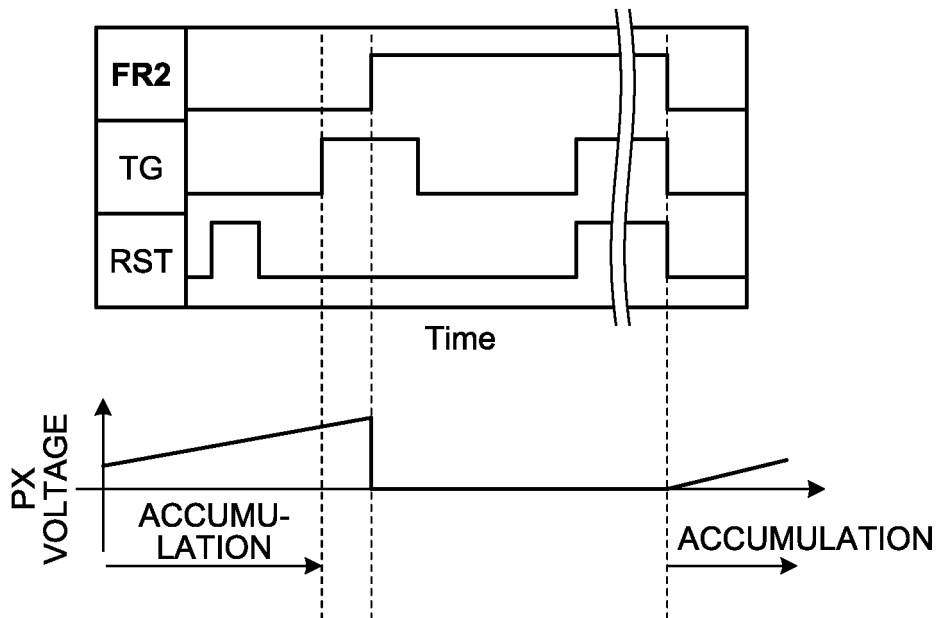 FR2
TG
RST
Time
PX
VOLTAGE
ACCUMU-
LATION
ACCUMULATION